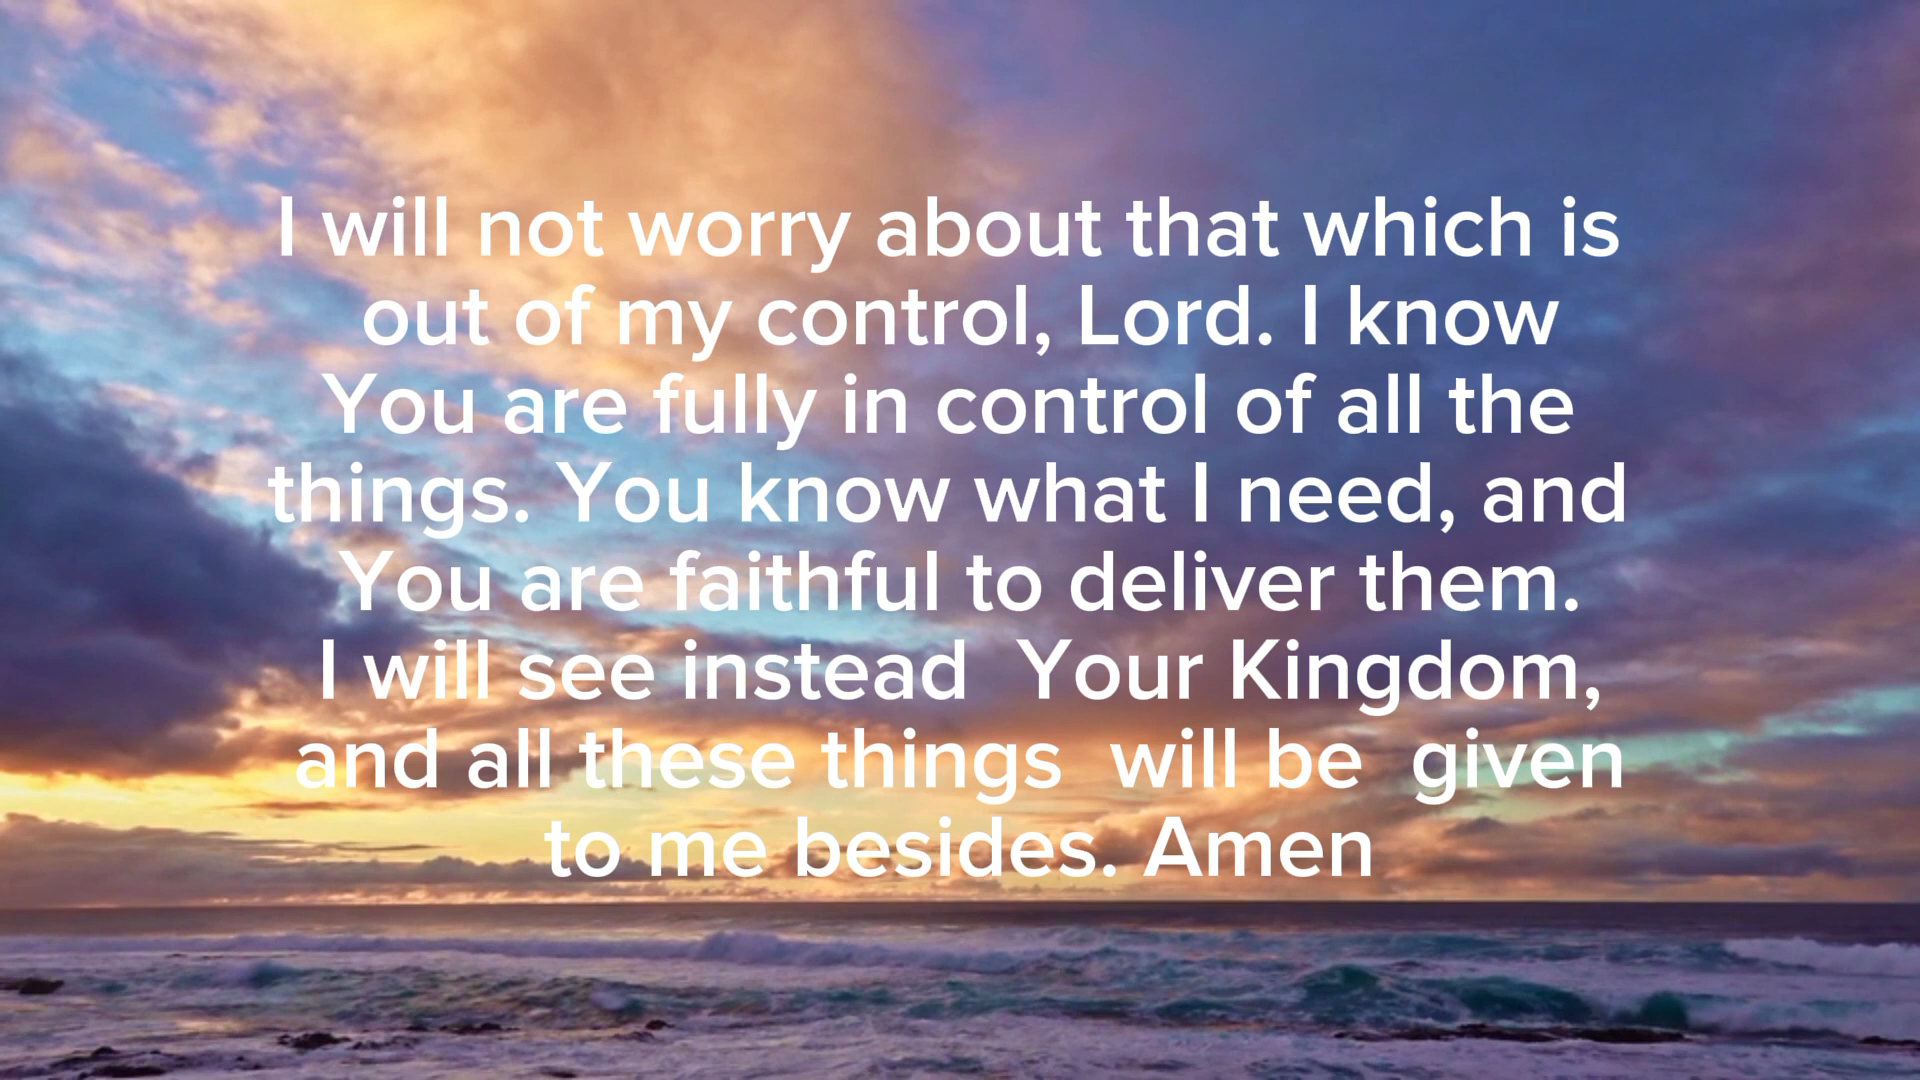 I will not worry about that which is
out of my control, Lord. I know
You are fully in control of all the
things. You know what I need, and
You are faithful to deliver them.
I will see instead  Your Kingdom,
and all these things  will be  given
to me besides. Amen